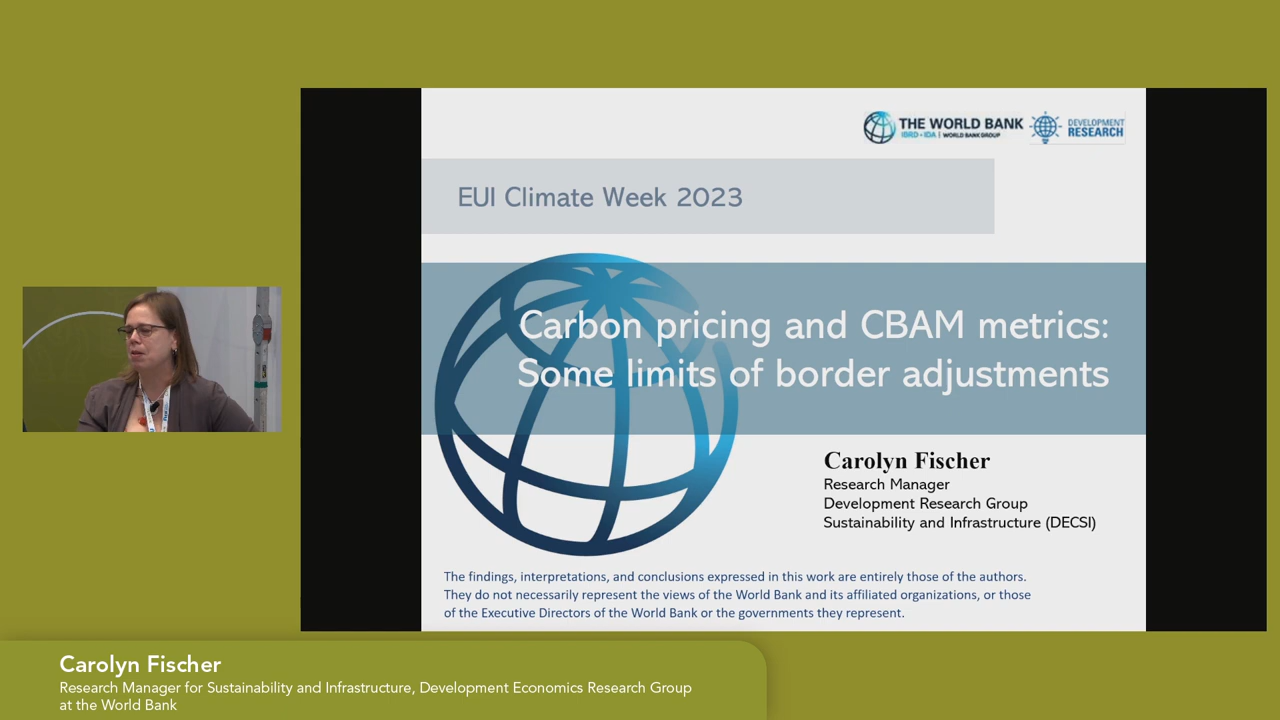 THE WORLD BANK
IBRD • IDA | WORLD BANK GROUP
DEVELOPMENT
RESEARCH
EUI Climate Week 2023
Carbon pricing and CBAM metrics:
Some limits of border adjustments
Carolyn Fischer
Research Manager
Development Research Group
Sustainability and Infrastructure (DECSI)
The findings, interpretations, and conclusions expressed in this work are entirely those of the authors.
They do not necessarily represent the views of the World Bank and its affiliated organizations, or those
of the Executive Directors of the World Bank or the governments they represent.
Carolyn Fischer
Research Manager for Sustainability and Infrastructure, Development Economics Research Group
at the World Bank